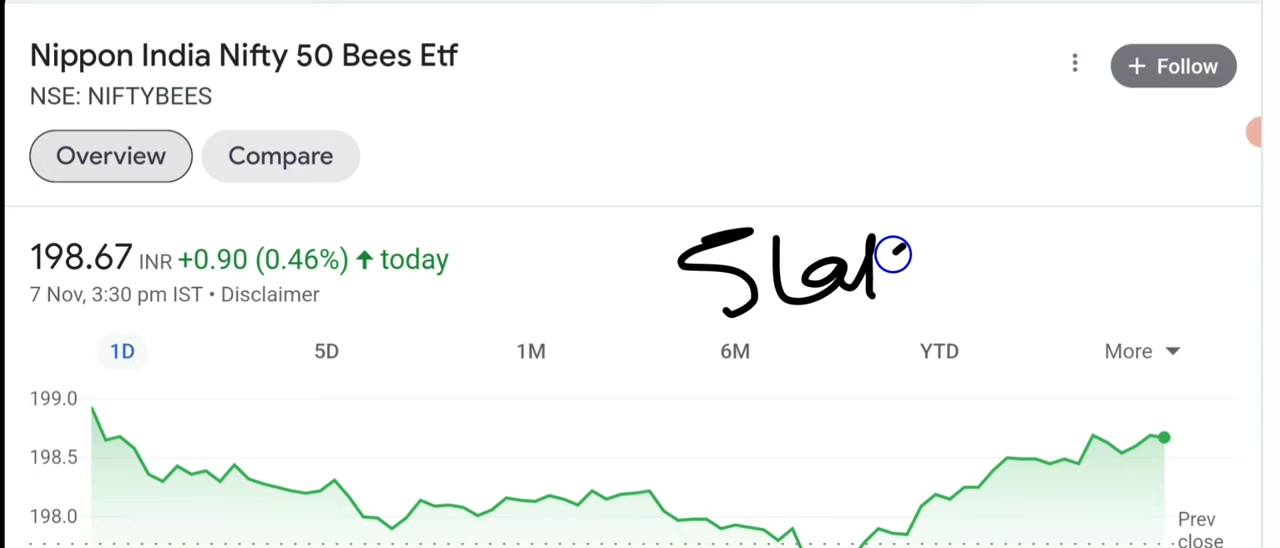 Nippon India Nifty 50 Bees Etf
+ Follow
NSE: NIFTYBEES
Overview Compare
198.67 INR +0.90 (0.46%) ↑ today
7 Nov, 3:30 pm IST • Disclaimer
1D 5D 1M 6M YTD More
199.0
198.5
198.0
Prev
close